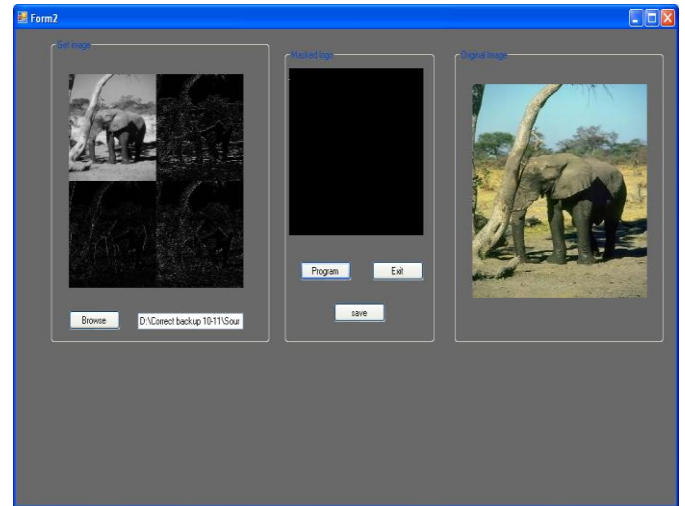 Form2
Get image
Masked logo
Original Image
Program
Exit
save
Browse
D:\Correct backup 10-11\Sour